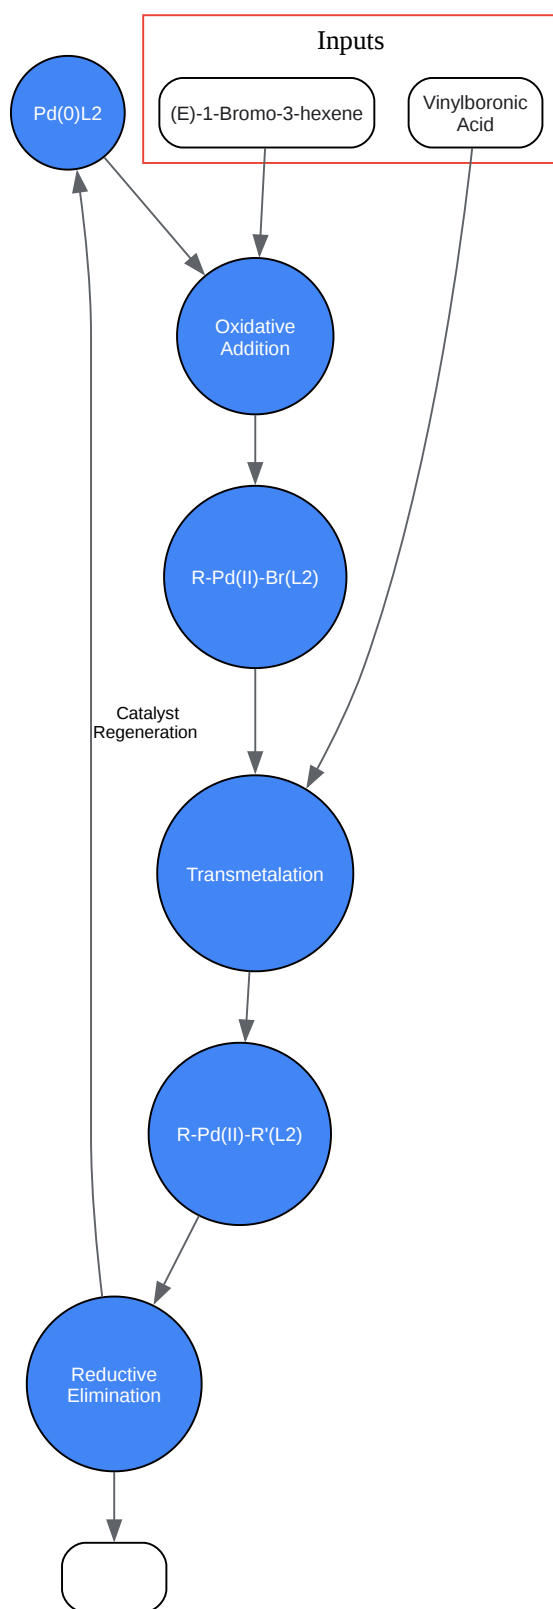 Inputs
Pd(0)L2
(E)-1-Bromo-3-hexene
Vinylboronic
Acid
Oxidative
Addition
R-Pd(II)-Br(L2)
Catalyst
Regeneration
Transmetalation
R-Pd(II)-R'(L2)
Reductive
Elimination